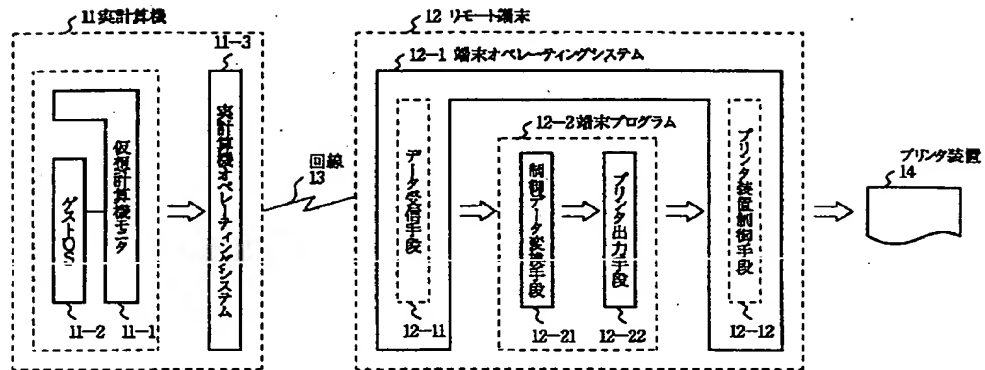 11 実計算機
11-3
実計算機オペレーティングシステム
仮想計算機モニタ
ゲストOS
11-2
11-1
回線
13
12 リモート端末
12-1 端末オペレーティングシステム
データ受信手段
12-11
12-2 端末プログラム
制御データ変換手段
12-21
プリンタ出力手段
12-22
プリンタ装置制御手段
12-12
プリンタ装置
14